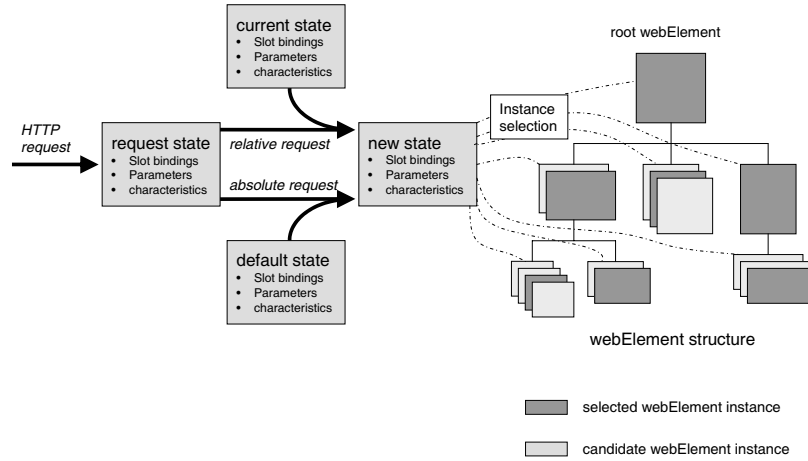 current state
• Slot bindings
• Parameters
• characteristics
root webElement
Instance
selection
HTTP
request
request state
• Slot bindings
• Parameters
• characteristics
relative request
absolute request
new state
• Slot bindings
• Parameters
• characteristics
default state
• Slot bindings
• Parameters
• characteristics
webElement structure
selected webElement instance
candidate webElement instance